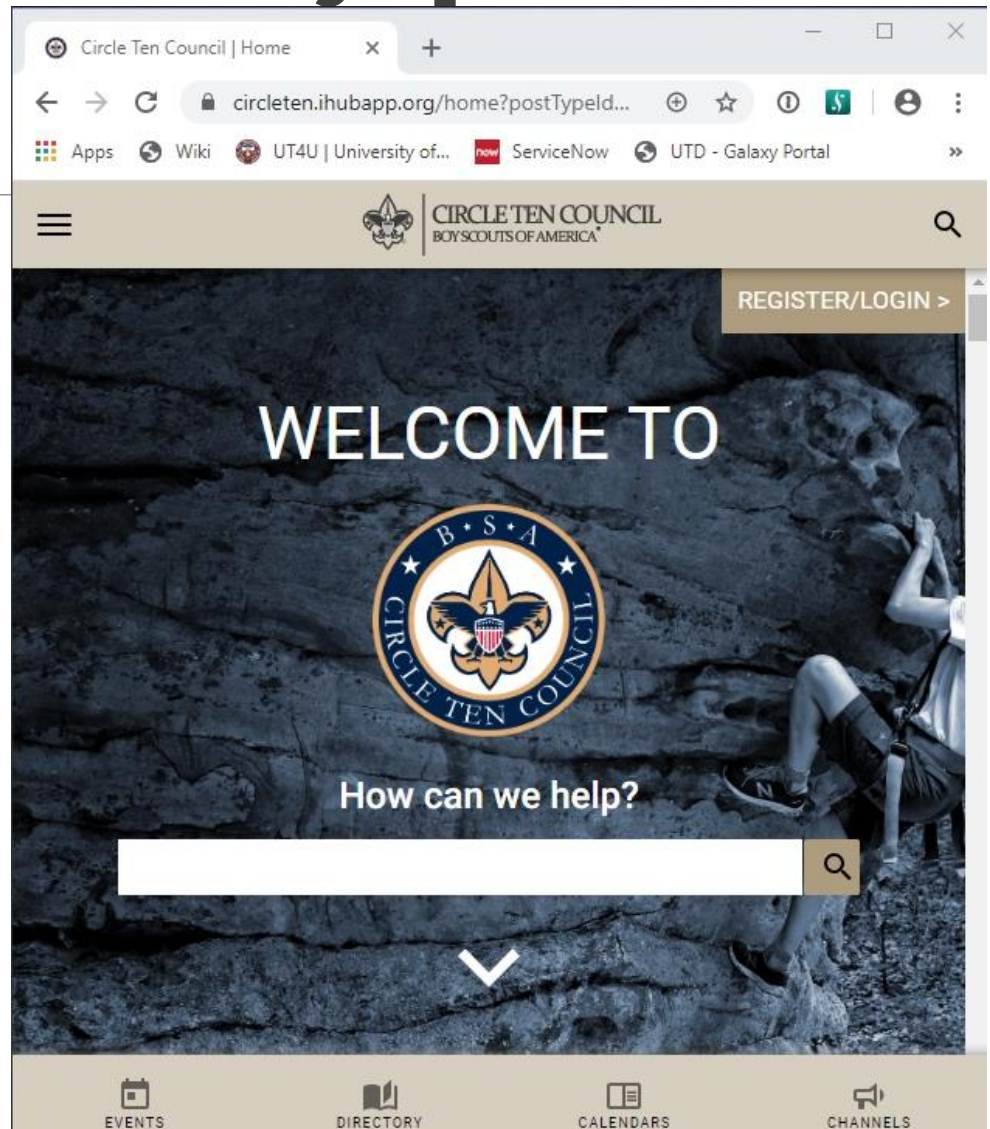 Circle Ten Council | Home
circleten.ihubapp.org/home?postTypeId...
Apps Wiki UT4U | University of... now ServiceNow UTD - Galaxy Portal »
CIRCLE TEN COUNCIL
BOY SCOUTS OF AMERICA
REGISTER/LOGIN >
WELCOME TO
B • S • A
CIRCLE TEN COUNCIL
How can we help?
EVENTS DIRECTORY CALENDARS CHANNELS